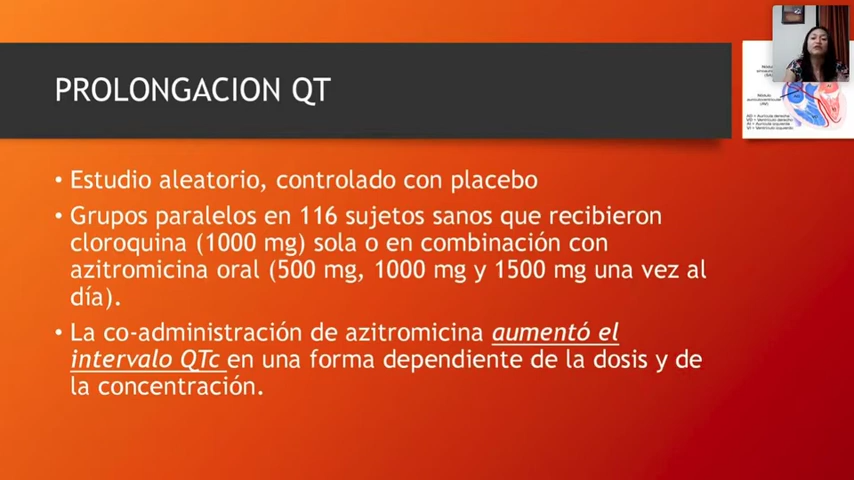 PROLONGACION QT
• Estudio aleatorio, controlado con placebo
• Grupos paralelos en 116 sujetos sanos que recibieron
cloroquina (1000 mg) sola o en combinación con
azitromicina oral (500 mg, 1000 mg y 1500 mg una vez al
día).
• La co-administración de azitromicina aumentó el
intervalo QTc en una forma dependiente de la dosis y de
la concentración.